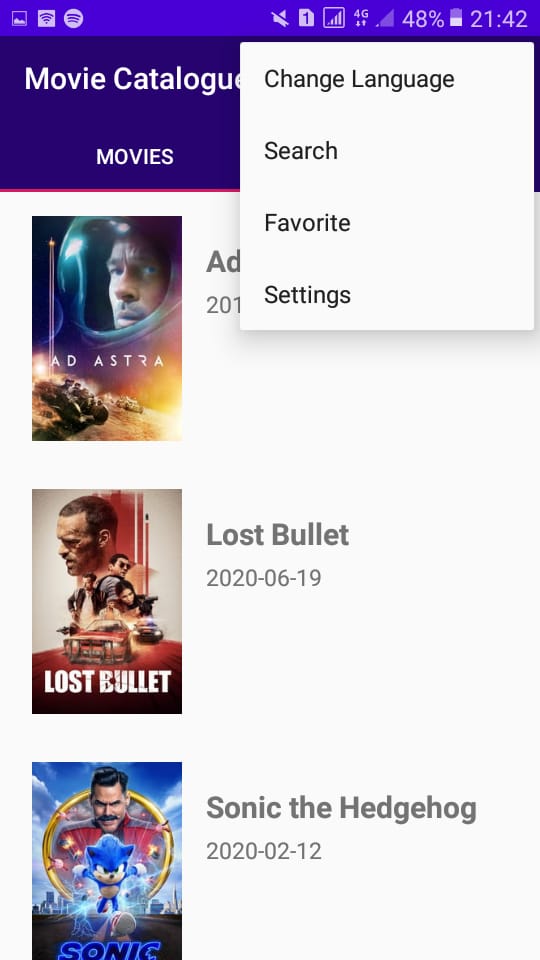 1 4G 48% 21:42
Movie Catalogue
Change Language
MOVIES
Search
Favorite
Settings
Ad
201
AD ASTRA
Lost Bullet
2020-06-19
LOST BULLET
Sonic the Hedgehog
2020-02-12
SONIC